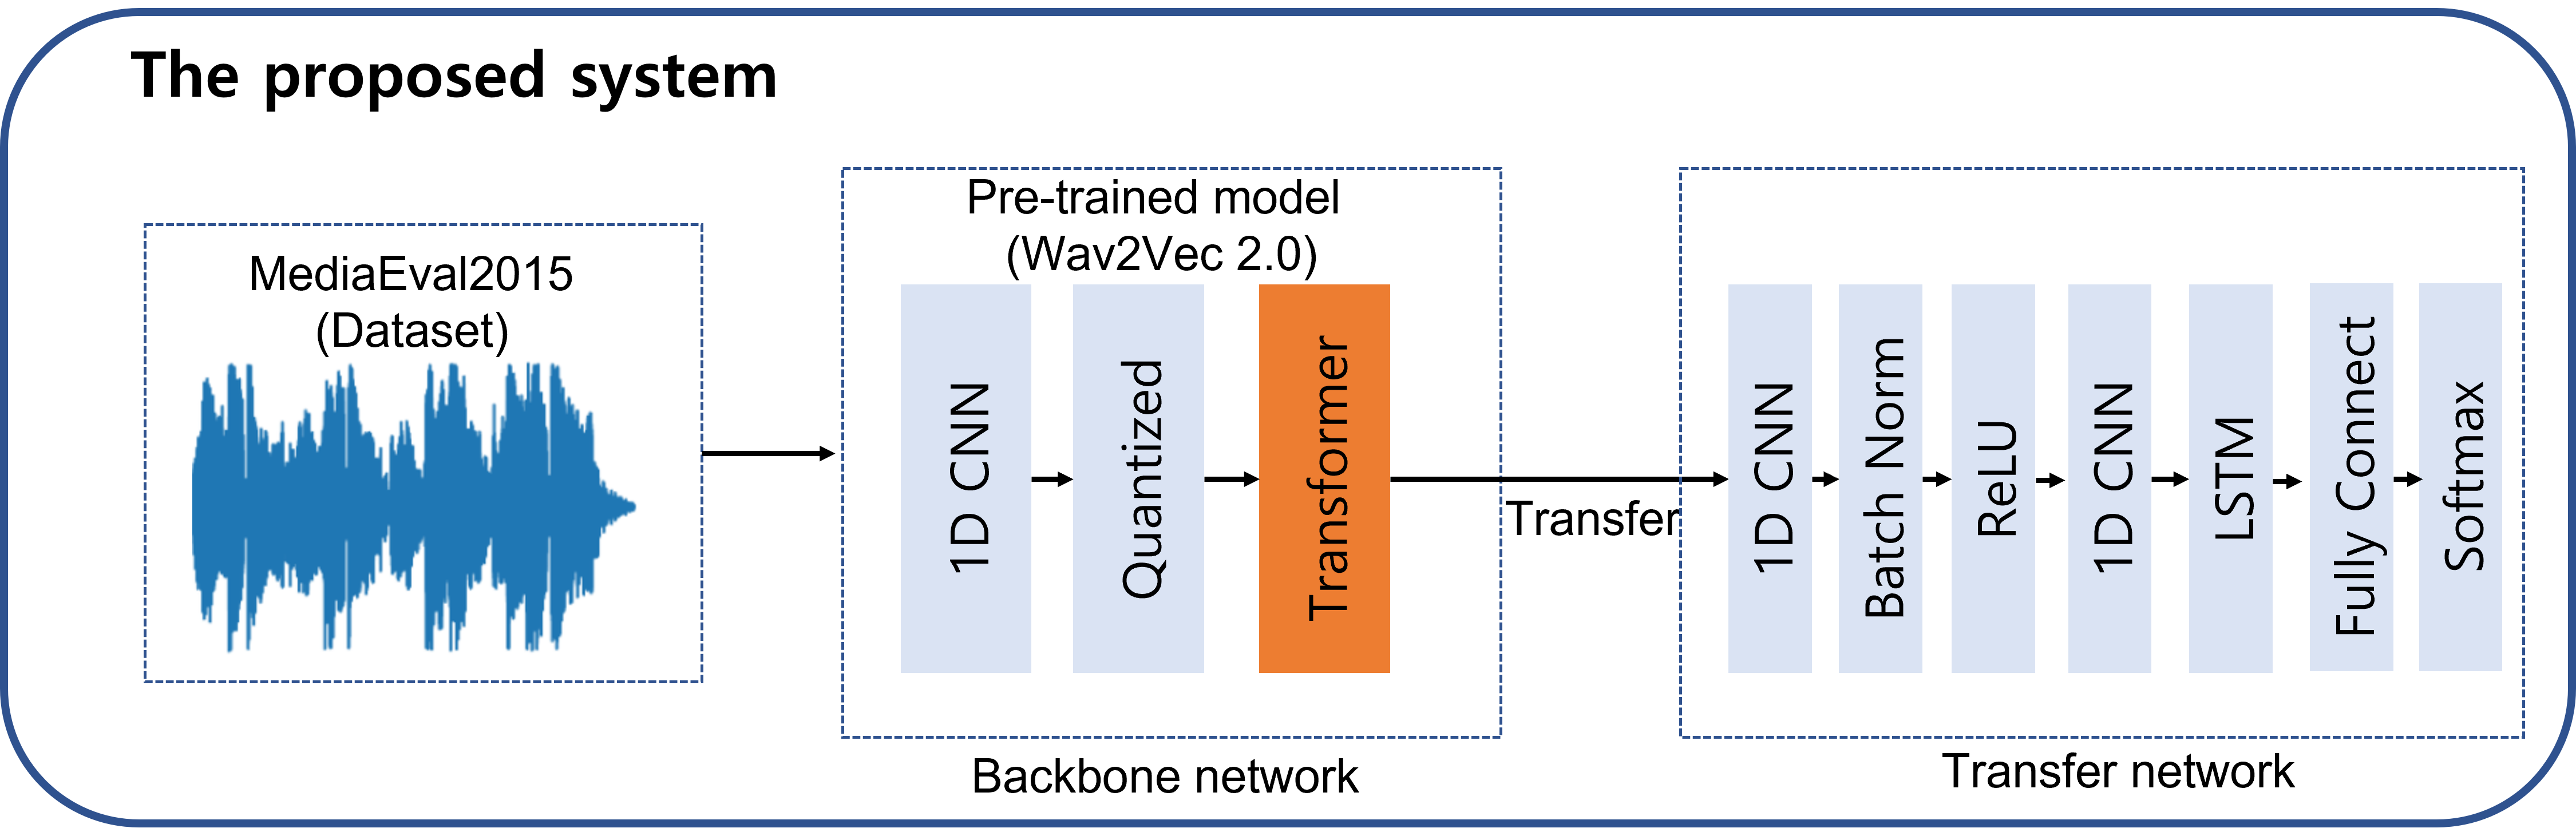 The proposed system
MediaEval2015
(Dataset)
Pre-trained model
(Wav2Vec 2.0)
1D CNN
Quantized
Transformer
Backbone network
Transfer
1D CNN
Batch Norm
ReLU
1D CNN
LSTM
Fully Connect
Softmax
Transfer network